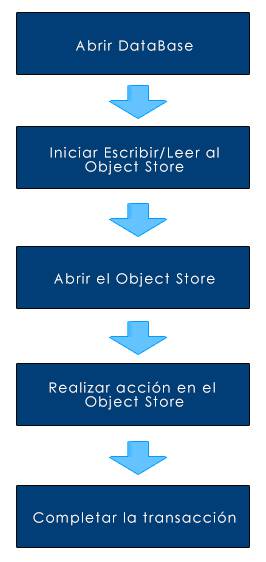 Abrir DataBase
Iniciar Escribir/Leer al
Object Store
Abrir el Object Store
Realizar acción en el
Object Store
Completar la transacción